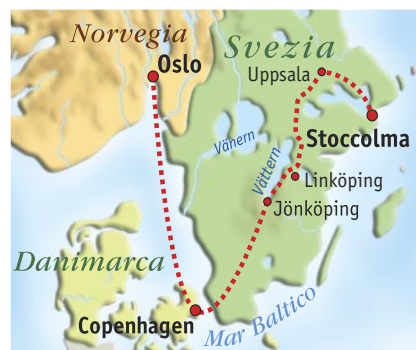 Norvegia
Svezia
Oslo
Uppsala
Stoccolma
Vänern
Vättern
Linköping
Jönköping
Danimarca
Copenhagen
Mar Baltico